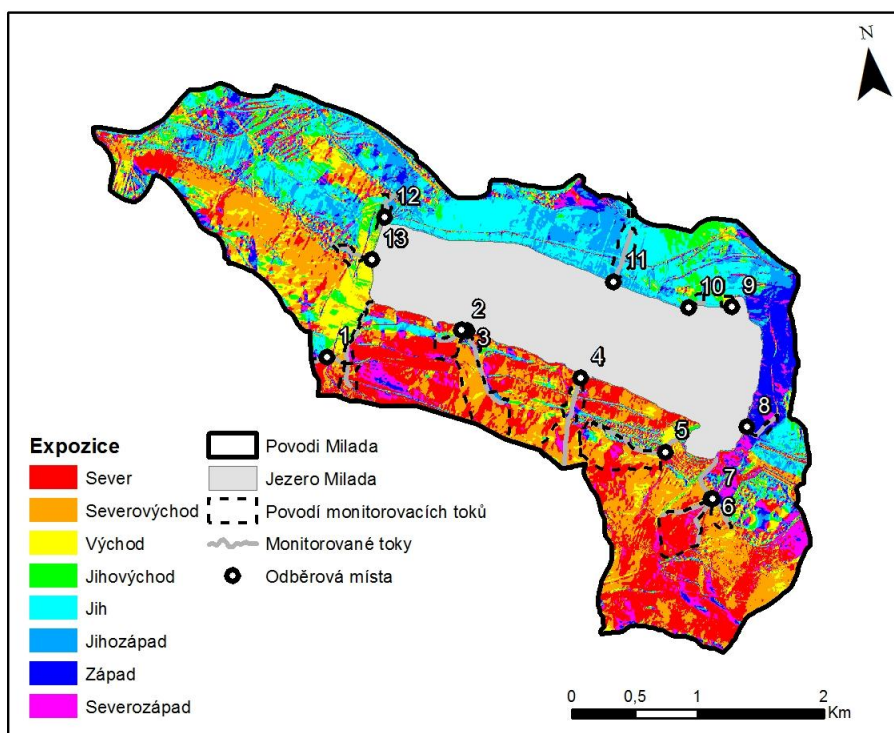 N
12
13
11
10
9
2
3
1
4
8
5
7
6
Expozice
Sever
Severovýchod
Východ
Jihovýchod
Jih
Jihozápad
Západ
Severozápad
Povodi Milada
Jezero Milada
Povodí monitorovacích toků
Monitorované toky
Odběrová místa
0 0,5 1 2
Km